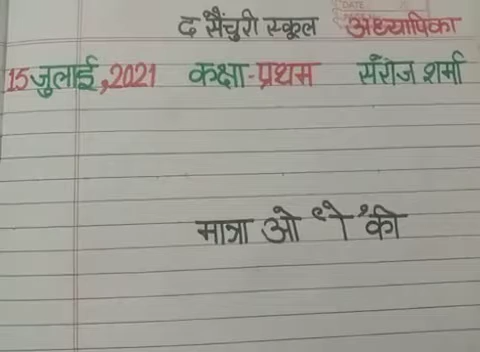 द सैंचुरी स्कूल अध्यापिका
15 जुलाई, 2021 कक्षा-प्रथम सरोज शर्मा
मात्रा ओ "ो" की